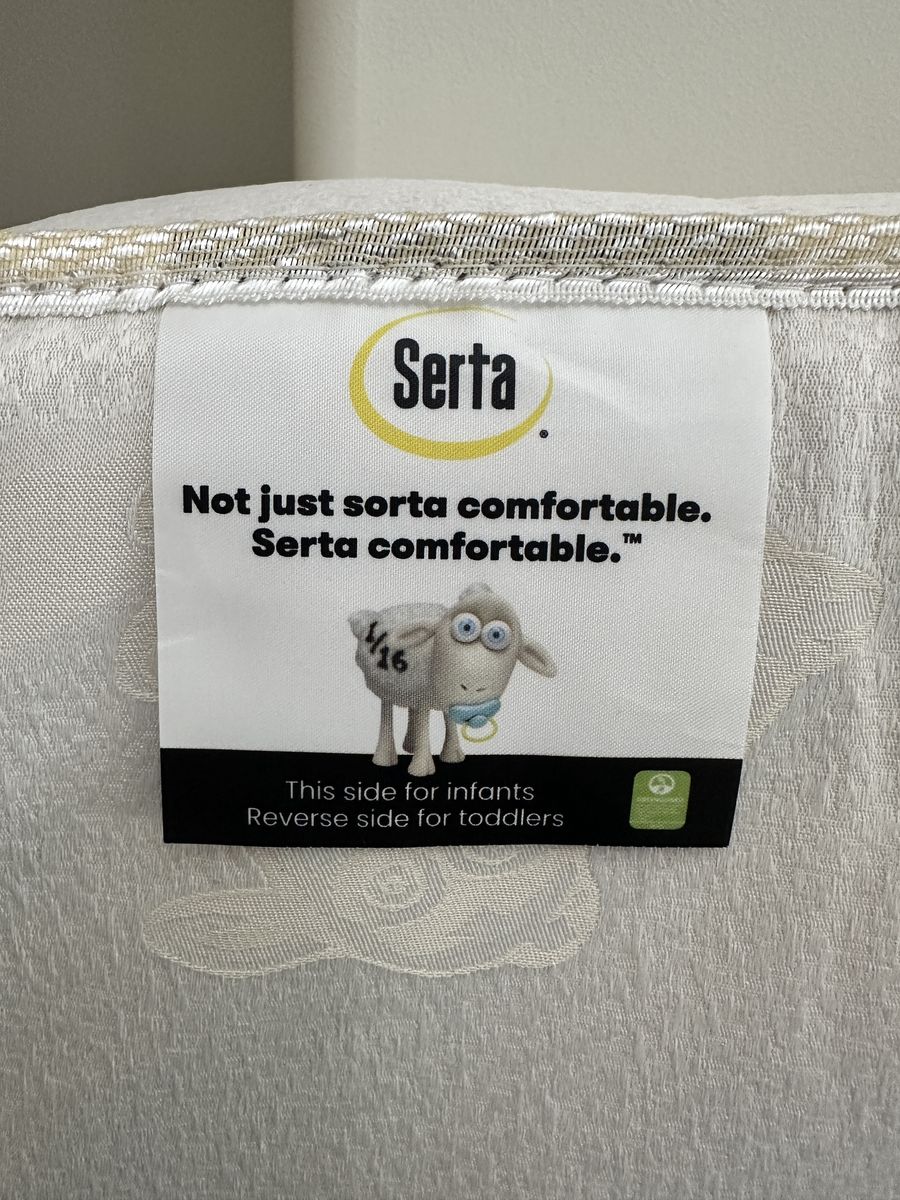 Serta
Not just sorta comfortable.
Serta comfortable.™
1/16
This side for infants
Reverse side for toddlers